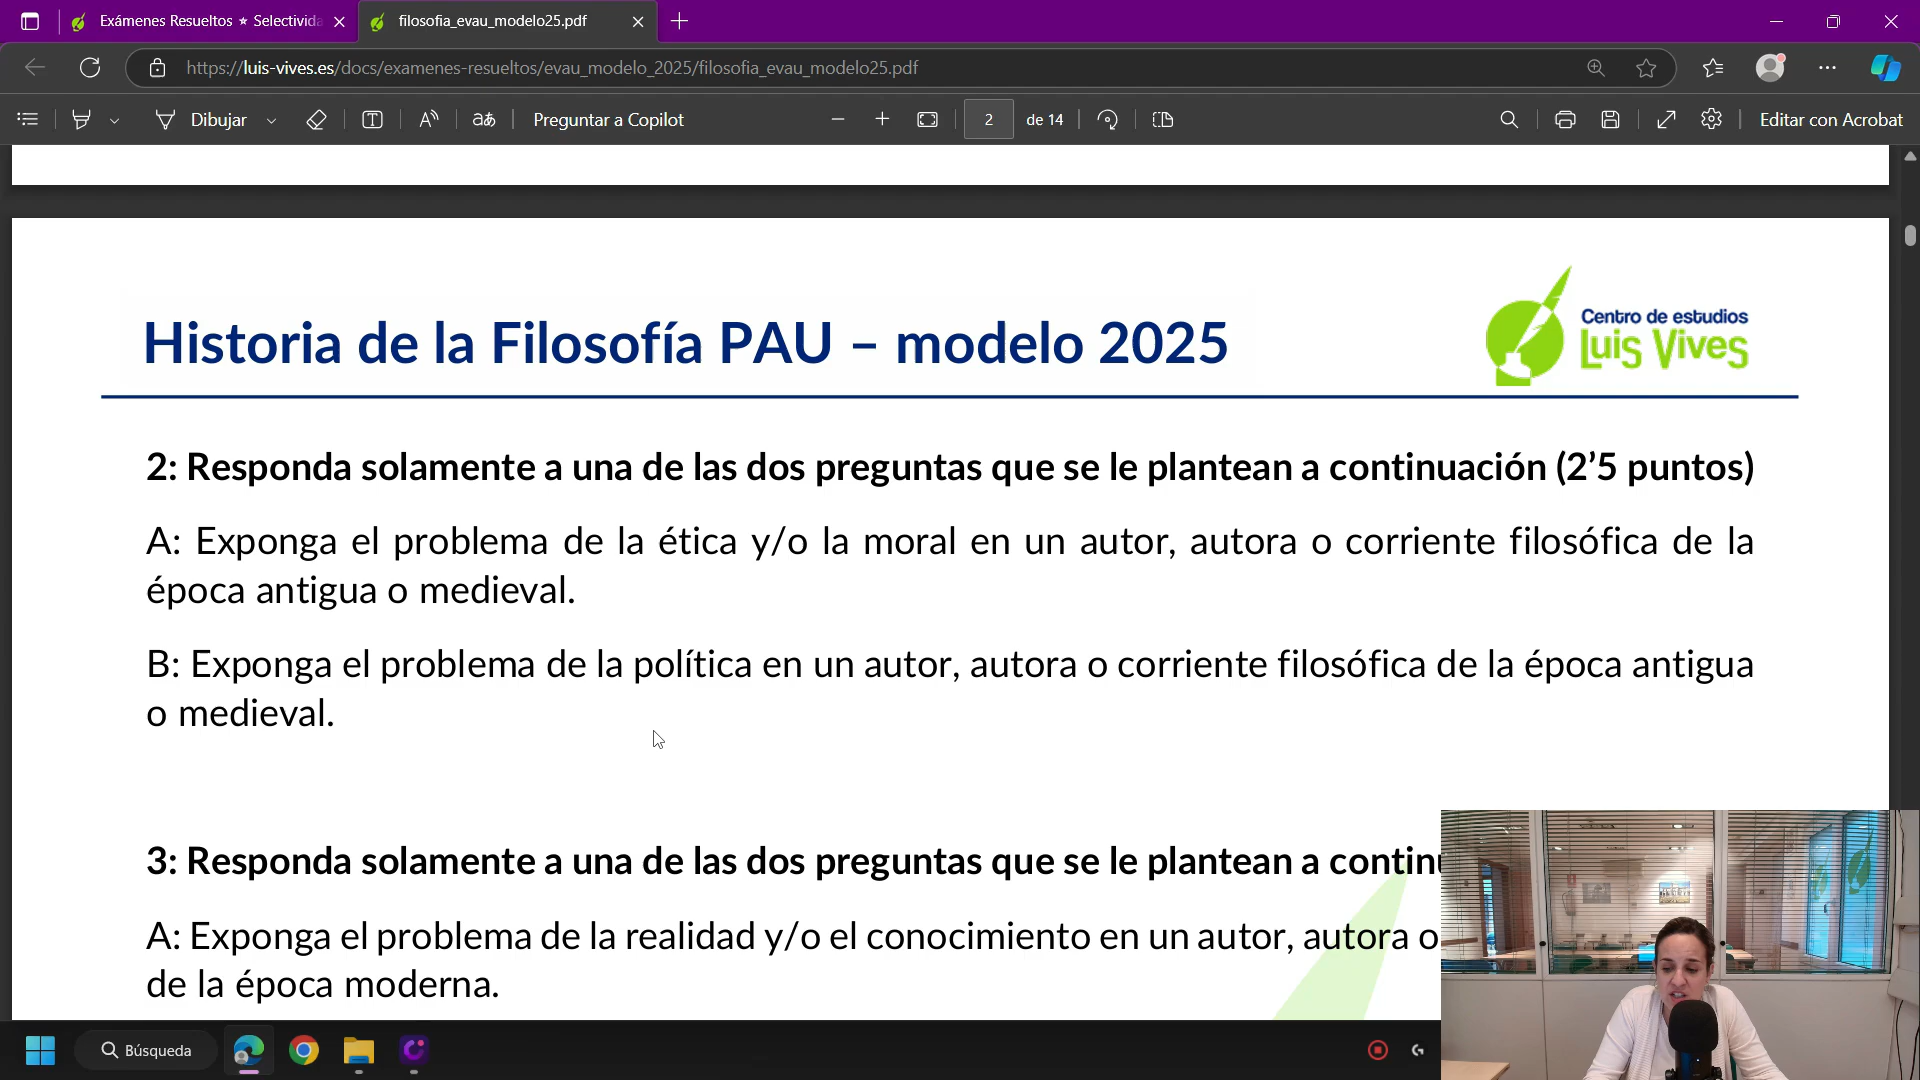 Exámenes Resueltos ★ Selectivida
filosofia_evau_modelo25.pdf
https://luis-vives.es/docs/examenes-resueltos/evau_modelo_2025/filosofia_evau_modelo25.pdf
Dibujar
Preguntar a Copilot
2
de 14
Editar con Acrobat
Historia de la Filosofía PAU – modelo 2025
Centro de estudios
Luis Vives
2: Responda solamente a una de las dos preguntas que se le plantean a continuación (2’5 puntos)
A: Exponga el problema de la ética y/o la moral en un autor, autora o corriente filosófica de la
época antigua o medieval.
B: Exponga el problema de la política en un autor, autora o corriente filosófica de la época antigua
o medieval.
3: Responda solamente a una de las dos preguntas que se le plantean a continu
A: Exponga el problema de la realidad y/o el conocimiento en un autor, autora o
de la época moderna.
Búsqueda